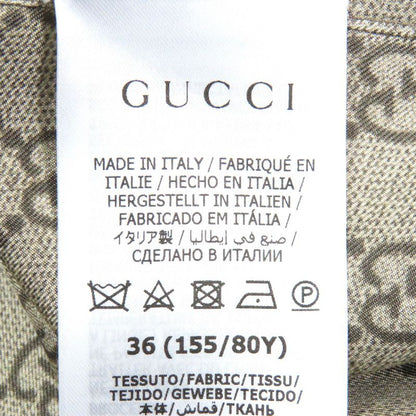 GUCCI
MADE IN ITALY / FABRIQUÉ EN
ITALIE / HECHO EN ITALIA /
HERGESTELLT IN ITALIEN /
FABRICADO EM ITÁLIA /
イタリア製 / صنع في إيطاليا /
СДЕЛАНО В ИТАЛИИ
P
36 (155/80Y)
TESSUTO/FABRIC/TISSU/
TEJIDO/GEWEBE/TECIDO/
本体/قماش/ТКАНЬ